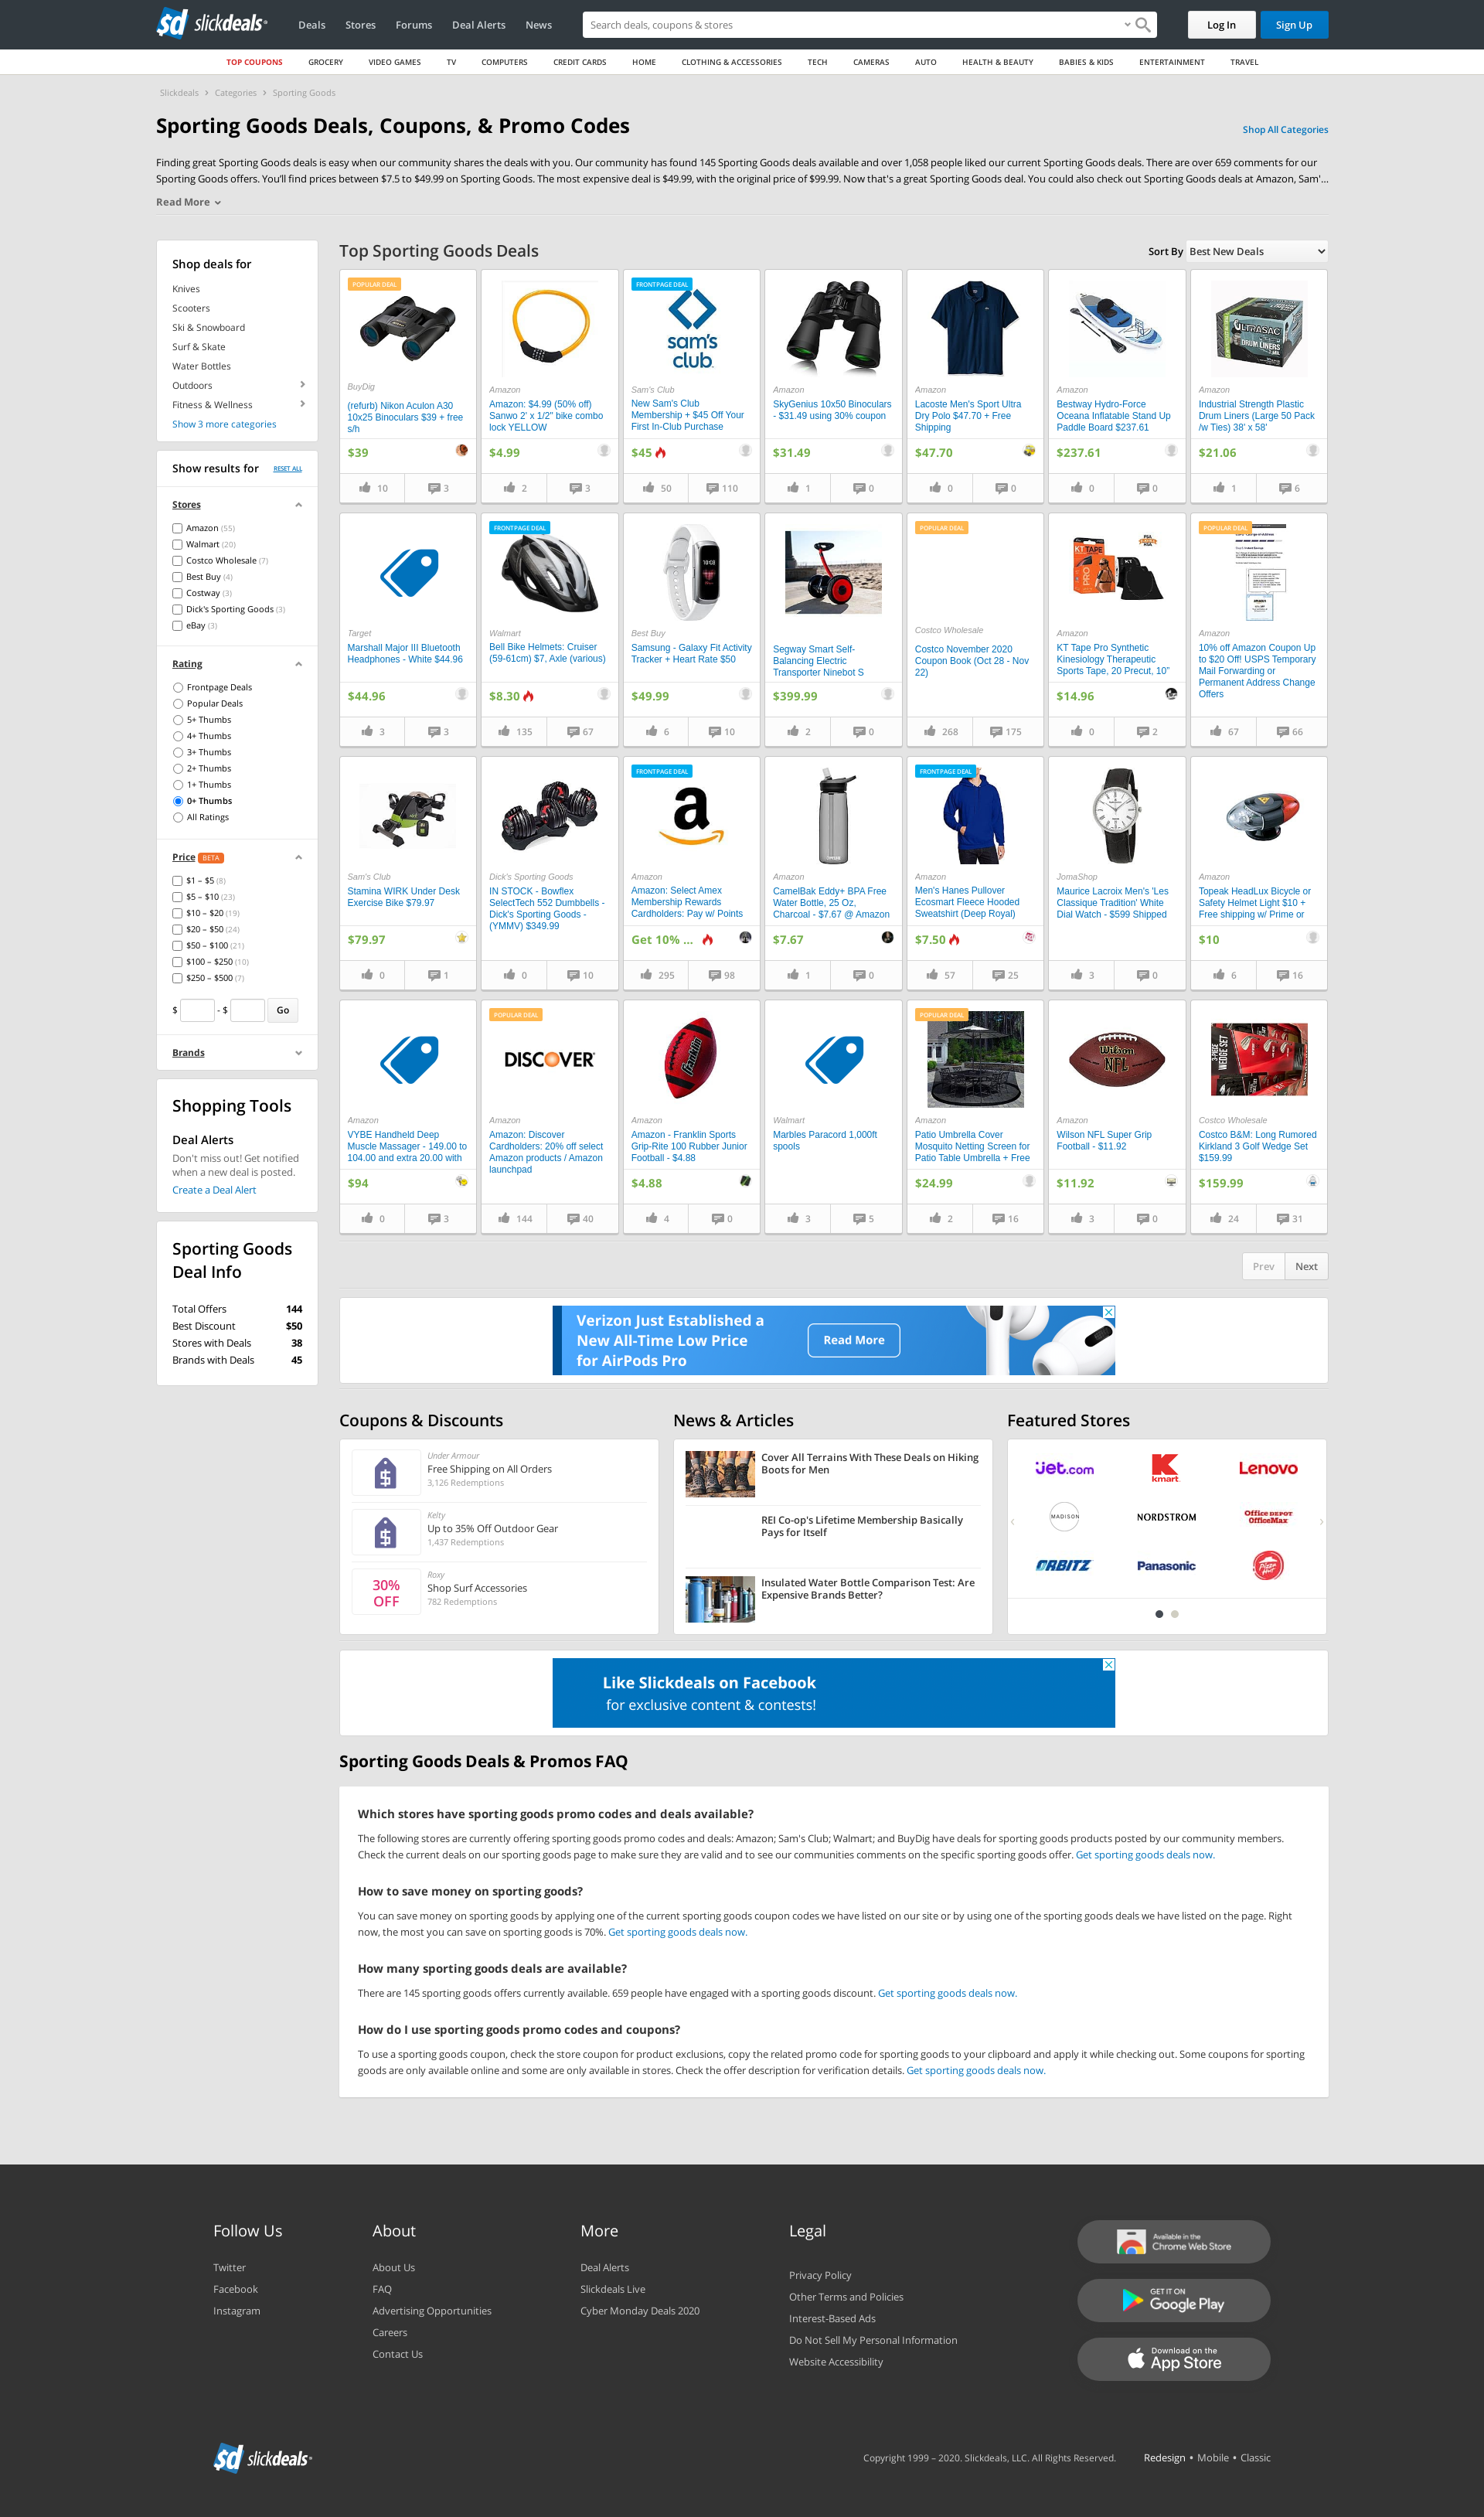 sd slickdeals
Deals
Stores
Forums
Deal Alerts
News
Search deals, coupons & stores
Log In
Sign Up
TOP COUPONS
GROCERY
VIDEO GAMES
TV
COMPUTERS
CREDIT CARDS
HOME
CLOTHING & ACCESSORIES
TECH
CAMERAS
AUTO
HEALTH & BEAUTY
BABIES & KIDS
ENTERTAINMENT
TRAVEL
Slickdeals › Categories › Sporting Goods
Sporting Goods Deals, Coupons, & Promo Codes
Shop All Categories
Finding great Sporting Goods deals is easy when our community shares the deals with you. Our community has found 145 Sporting Goods deals available and over 1,058 people liked our current Sporting Goods deals. There are over 659 comments for our
Sporting Goods offers. You'll find prices between $7.5 to $49.99 on Sporting Goods. The most expensive deal is $49.99, with the original price of $99.99. Now that's a great Sporting Goods deal. You could also check out Sporting Goods deals at Amazon, Sam'...
Read More
Shop deals for
Knives
Scooters
Ski & Snowboard
Surf & Skate
Water Bottles
Outdoors
Fitness & Wellness
Show 3 more categories
Show results for
RESET ALL
Stores
Amazon (55)
Walmart (20)
Costco Wholesale (7)
Best Buy (4)
Costway (3)
Dick's Sporting Goods (3)
eBay (3)
Rating
Frontpage Deals
Popular Deals
5+ Thumbs
4+ Thumbs
3+ Thumbs
2+ Thumbs
1+ Thumbs
0+ Thumbs
All Ratings
Price BETA
$1 – $5 (8)
$5 – $10 (23)
$10 – $20 (19)
$20 – $50 (24)
$50 – $100 (21)
$100 – $250 (10)
$250 – $500 (7)
$ - $ Go
Brands
Shopping Tools
Deal Alerts
Don't miss out! Get notified
when a new deal is posted.
Create a Deal Alert
Sporting Goods
Deal Info
Total Offers 144
Best Discount $50
Stores with Deals 38
Brands with Deals 45
Top Sporting Goods Deals
Sort By Best New Deals
POPULAR DEAL
BuyDig
(refurb) Nikon Aculon A30
10x25 Binoculars $39 + free
s/h
$39
10
3
Amazon
Amazon: $4.99 (50% off)
Sanwo 2' x 1/2" bike combo
lock YELLOW
$4.99
2
3
FRONTPAGE DEAL
sam's
club
Sam's Club
New Sam's Club
Membership + $45 Off Your
First In-Club Purchase
$45
50
110
Amazon
SkyGenius 10x50 Binoculars
- $31.49 using 30% coupon
$31.49
1
0
Amazon
Lacoste Men's Sport Ultra
Dry Polo $47.70 + Free
Shipping
$47.70
0
0
Amazon
Bestway Hydro-Force
Oceana Inflatable Stand Up
Paddle Board $237.61
$237.61
0
0
ULTRASAC
DRUM LINERS
Amazon
Industrial Strength Plastic
Drum Liners (Large 50 Pack
/w Ties) 38' x 58'
$21.06
1
6
Target
Marshall Major III Bluetooth
Headphones - White $44.96
$44.96
3
3
FRONTPAGE DEAL
Walmart
Bell Bike Helmets: Cruiser
(59-61cm) $7, Axle (various)
$8.30
135
67
Best Buy
Samsung - Galaxy Fit Activity
Tracker + Heart Rate $50
$49.99
6
10
Segway Smart Self-
Balancing Electric
Transporter Ninebot S
$399.99
2
0
POPULAR DEAL
Costco Wholesale
Costco November 2020
Coupon Book (Oct 28 - Nov
22)
268
175
KT TAPE
PRO
KT
Amazon
KT Tape Pro Synthetic
Kinesiology Therapeutic
Sports Tape, 20 Precut, 10"
$14.96
0
2
POPULAR DEAL
Amazon
10% off Amazon Coupon Up
to $20 Off! USPS Temporary
Mail Forwarding or
Permanent Address Change
Offers
67
66
Sam's Club
Stamina WIRK Under Desk
Exercise Bike $79.97
$79.97
0
1
Dick's Sporting Goods
IN STOCK - Bowflex
SelectTech 552 Dumbbells -
Dick's Sporting Goods -
(YMMV) $349.99
0
10
FRONTPAGE DEAL
a
Amazon
Amazon: Select Amex
Membership Rewards
Cardholders: Pay w/ Points
Get 10% ...
295
98
Amazon
CamelBak Eddy+ BPA Free
Water Bottle, 25 Oz,
Charcoal - $7.67 @ Amazon
$7.67
1
0
FRONTPAGE DEAL
Amazon
Men's Hanes Pullover
Ecosmart Fleece Hooded
Sweatshirt (Deep Royal)
$7.50
57
25
JomaShop
Maurice Lacroix Men's 'Les
Classique Tradition' White
Dial Watch - $599 Shipped
3
0
Amazon
Topeak HeadLux Bicycle or
Safety Helmet Light $10 +
Free shipping w/ Prime or
$10
6
16
Amazon
VYBE Handheld Deep
Muscle Massager - 149.00 to
104.00 and extra 20.00 with
$94
0
3
POPULAR DEAL
DISCOVER
Amazon
Amazon: Discover
Cardholders: 20% off select
Amazon products / Amazon
launchpad
144
40
Franklin
Amazon
Amazon - Franklin Sports
Grip-Rite 100 Rubber Junior
Football - $4.88
$4.88
4
0
Walmart
Marbles Paracord 1,000ft
spools
3
5
POPULAR DEAL
Amazon
Patio Umbrella Cover
Mosquito Netting Screen for
Patio Table Umbrella + Free
$24.99
2
16
Wilson
NFL
Amazon
Wilson NFL Super Grip
Football - $11.92
$11.92
3
0
3-PIECE
WEDGE SET
Costco Wholesale
Costco B&M: Long Rumored
Kirkland 3 Golf Wedge Set
$159.99
$159.99
24
31
Prev
Next
Verizon Just Established a
New All-Time Low Price
for AirPods Pro
Read More
Coupons & Discounts
Under Armour
Free Shipping on All Orders
3,126 Redemptions
Kelty
Up to 35% Off Outdoor Gear
1,437 Redemptions
30%
OFF
Roxy
Shop Surf Accessories
782 Redemptions
News & Articles
Cover All Terrains With These Deals on Hiking
Boots for Men
REI Co-op's Lifetime Membership Basically
Pays for Itself
Insulated Water Bottle Comparison Test: Are
Expensive Brands Better?
Featured Stores
Jet.com
K
kmart
Lenovo
MADISON
NORDSTROM
Office DEPOT
OfficeMax
ORBITZ
Panasonic
Pizza Hut
Like Slickdeals on Facebook
for exclusive content & contests!
Sporting Goods Deals & Promos FAQ
Which stores have sporting goods promo codes and deals available?
The following stores are currently offering sporting goods promo codes and deals: Amazon; Sam's Club; Walmart; and BuyDig have deals for sporting goods products posted by our community members.
Check the current deals on our sporting goods page to make sure they are valid and to see our communities comments on the specific sporting goods offer. Get sporting goods deals now.
How to save money on sporting goods?
You can save money on sporting goods by applying one of the current sporting goods coupon codes we have listed on our site or by using one of the sporting goods deals we have listed on the page. Right
now, the most you can save on sporting goods is 70%. Get sporting goods deals now.
How many sporting goods deals are available?
There are 145 sporting goods offers currently available. 659 people have engaged with a sporting goods discount. Get sporting goods deals now.
How do I use sporting goods promo codes and coupons?
To use a sporting goods coupon, check the store coupon for product exclusions, copy the related promo code for sporting goods to your clipboard and apply it while checking out. Some coupons for sporting
goods are only available online and some are only available in stores. Check the offer description for verification details. Get sporting goods deals now.
Follow Us
Twitter
Facebook
Instagram
About
About Us
FAQ
Advertising Opportunities
Careers
Contact Us
More
Deal Alerts
Slickdeals Live
Cyber Monday Deals 2020
Legal
Privacy Policy
Other Terms and Policies
Interest-Based Ads
Do Not Sell My Personal Information
Website Accessibility
Available in the
Chrome Web Store
GET IT ON
Google Play
Download on the
App Store
sd slickdeals
Copyright 1999 – 2020. Slickdeals, LLC. All Rights Reserved.
Redesign • Mobile • Classic